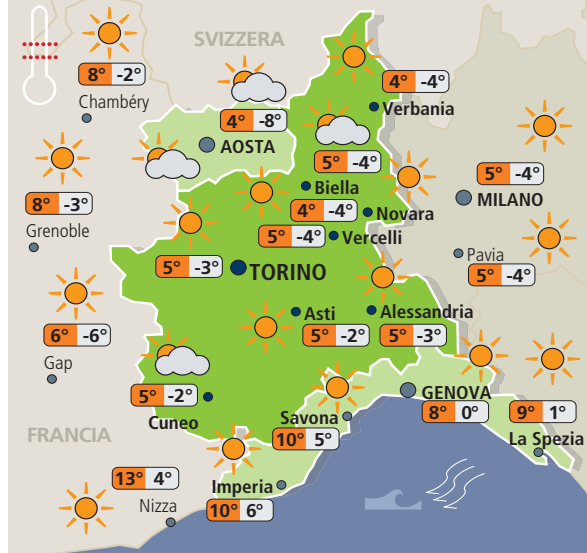 SVIZZERA
8° -2°
Chambéry
4° -4°
Verbania
4° -8°
AOSTA
5° -4°
Biella
5° -4°
MILANO
8° -3°
Grenoble
4° -4°
Novara
5° -4°
Vercelli
Pavia
5° -4°
5° -3°
TORINO
6° -6°
Gap
Asti
5° -2°
Alessandria
5° -3°
5° -2°
Cuneo
GENOVA
8° 0°
9° 1°
La Spezia
Savona
10° 5°
FRANCIA
13° 4°
Nizza
Imperia
10° 6°